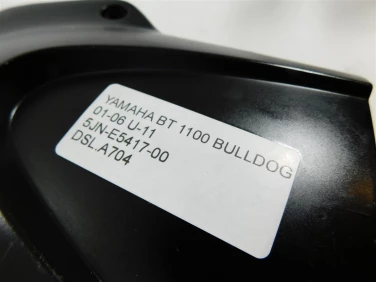 YAMAHA BT 1100 BULLDOG
01-06 U-11
5JN-E5417-00
DSL.A704